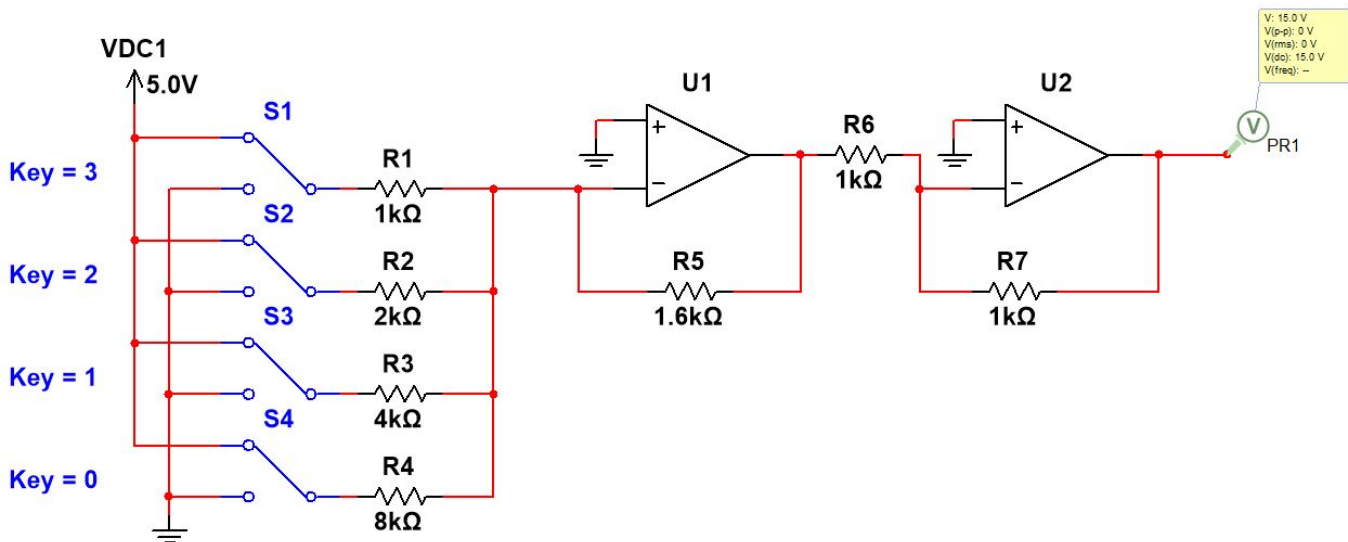 V: 15.0 V
V(p-p): 0 V
V(rms): 0 V
V(dc): 15.0 V
V(freq): --
VDC1
5.0V
S1
U1
U2
V
PR1
R6
1kΩ
Key = 3
R1
1kΩ
+
−
+
−
S2
Key = 2
R2
2kΩ
R5
1.6kΩ
R7
1kΩ
S3
Key = 1
R3
4kΩ
S4
Key = 0
R4
8kΩ